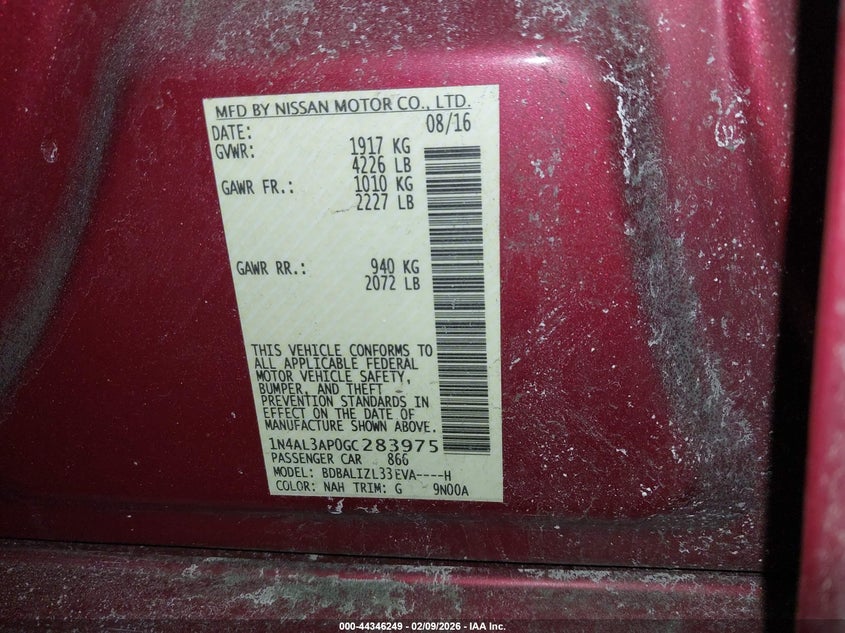 MFD BY NISSAN MOTOR CO., LTD.
DATE: 08/16
GVWR: 1917 KG
4226 LB
GAWR FR.: 1010 KG
2227 LB
GAWR RR.: 940 KG
2072 LB
THIS VEHICLE CONFORMS TO
ALL APPLICABLE FEDERAL
MOTOR VEHICLE SAFETY,
BUMPER, AND THEFT
PREVENTION STANDARDS IN
EFFECT ON THE DATE OF
MANUFACTURE SHOWN ABOVE.
1N4AL3AP0GC283975
PASSENGER CAR 866
MODEL: BDBALIZL33EVA----H
COLOR: NAH TRIM: G 9N00A
000-44346249 - 02/09/2026 - IAA Inc.